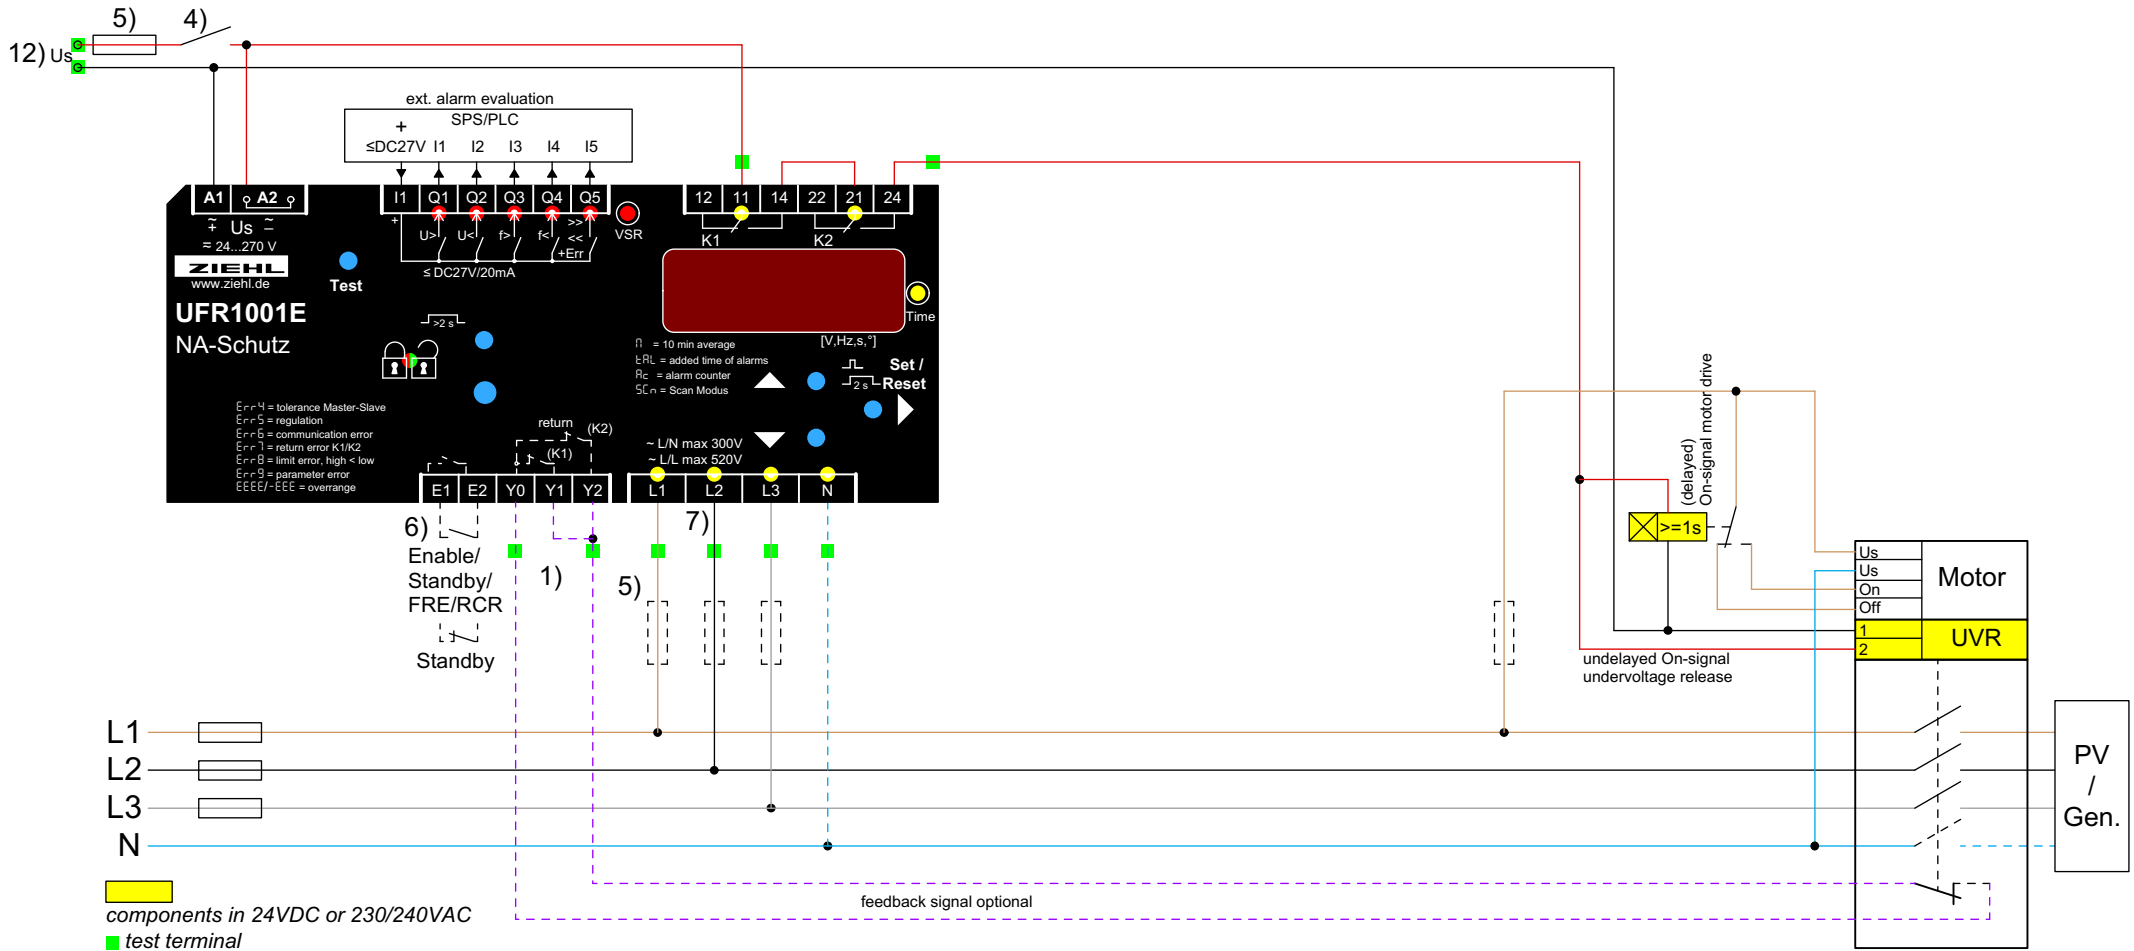 5) 4)
12) Us
ext. alarm evaluation
SPS/PLC
+
≤DC27V I1 I2 I3 I4 I5
A1 A2
I1 Q1 Q2 Q3 Q4 Q5
12 11 14 22 21 24
~ + Us ~ –
≂ 24...270 V
+ U> U< f> f< >> << +Err
VSR
K1 K2
≤ DC27V/20mA
ZIEHL
www.ziehl.de
Test
UFR1001E
NA-Schutz
Time
[V,Hz,s,°]
>2 s
∩ = 10 min average
tAL = added time of alarms
Ac = alarm counter
SCn = Scan Modus
2 s
Set /
Reset
Err4 = tolerance Master-Slave
Err5 = regulation
Err6 = communication error
Err7 = return error K1/K2
Err8 = limit error, high < low
Err9 = parameter error
EEEE/-EEE = overrange
return
(K2)
(K1)
~ L/N max 300V
~ L/L max 520V
E1 E2 Y0 Y1 Y2
L1 L2 L3 N
6)
Enable/
Standby/
FRE/RCR
Standby
1)
5)
7)
(delayed)
On-signal motor drive
>=1s
Us
Us
On
Off
Motor
1
2
UVR
undelayed On-signal
undervoltage release
L1
L2
L3
N
PV
/
Gen.
feedback signal optional
components in 24VDC or 230/240VAC
test terminal